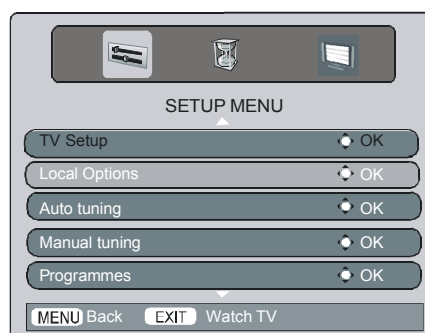 SETUP MENU
TV Setup OK
Local Options OK
Auto tuning OK
Manual tuning OK
Programmes OK
MENU Back EXIT Watch TV